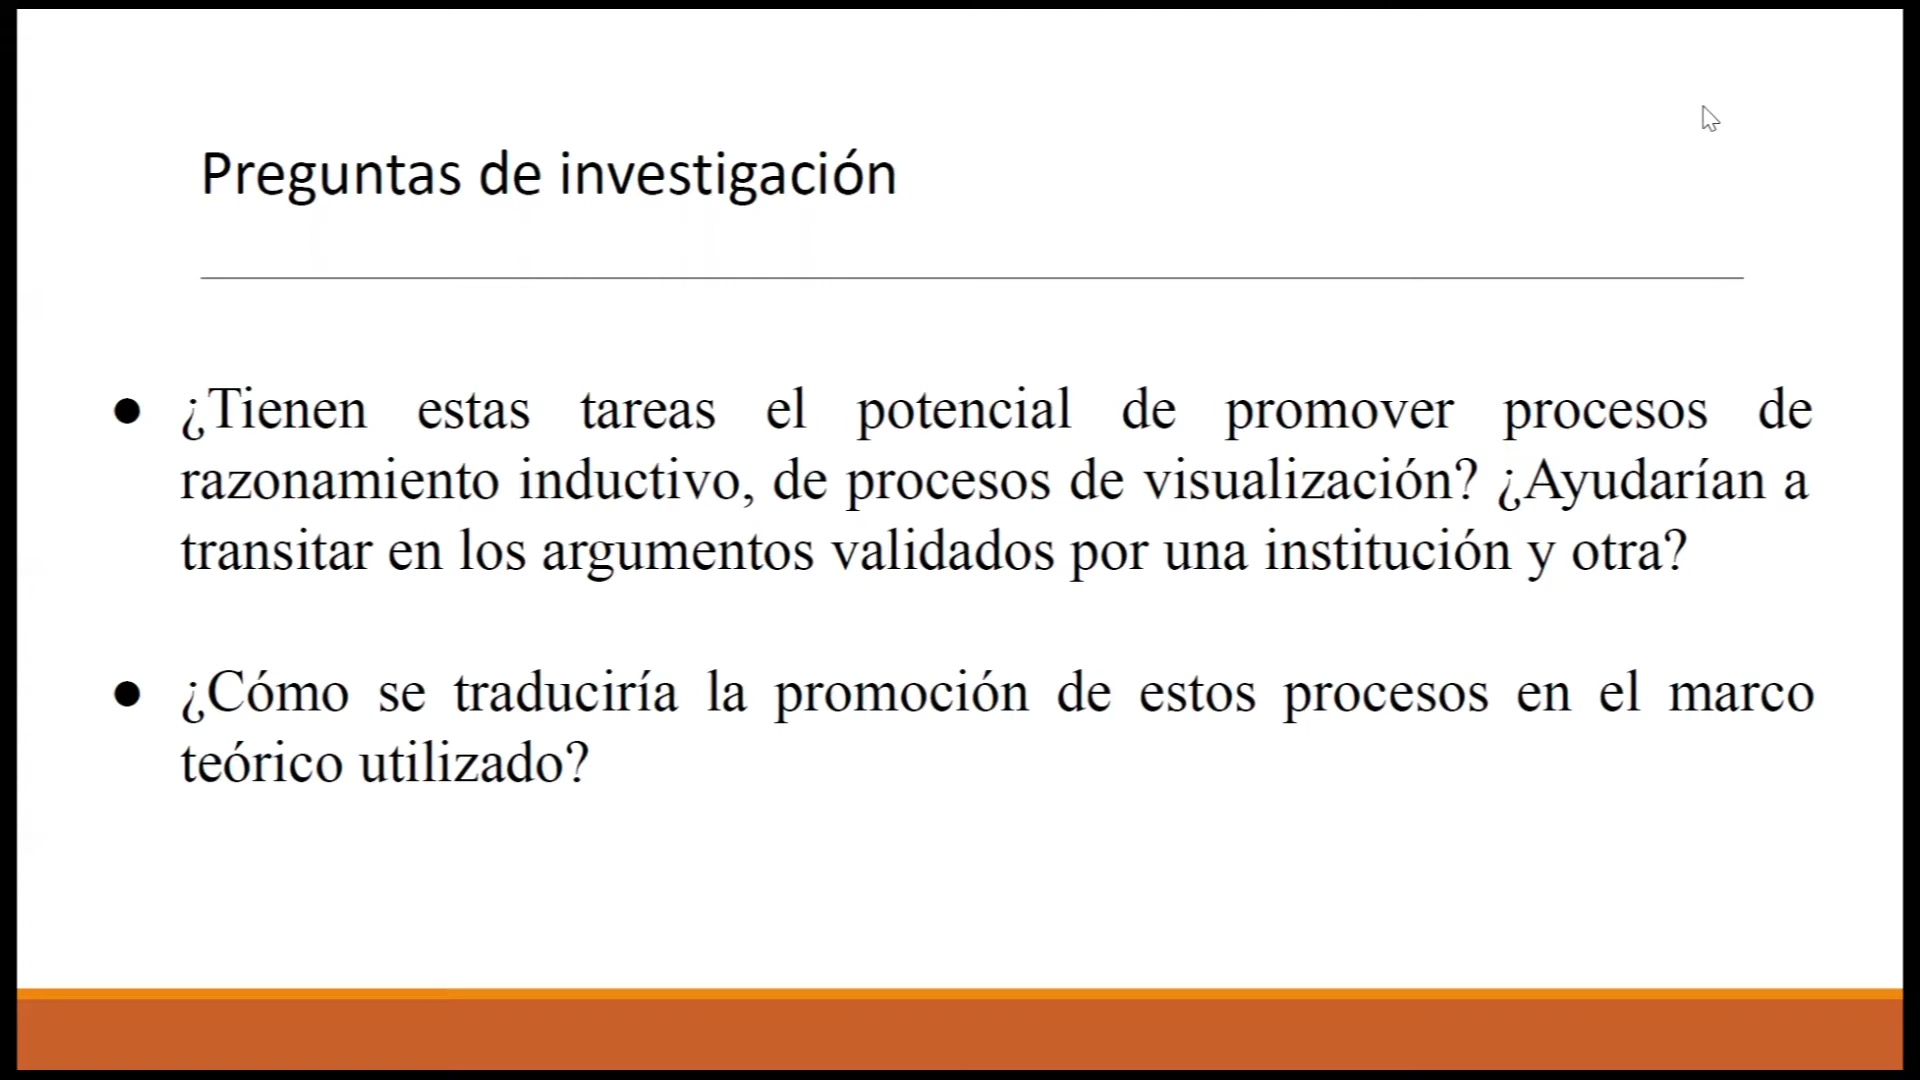 Preguntas de investigación
● ¿Tienen estas tareas el potencial de promover procesos de
razonamiento inductivo, de procesos de visualización? ¿Ayudarían a
transitar en los argumentos validados por una institución y otra?
● ¿Cómo se traduciría la promoción de estos procesos en el marco
teórico utilizado?